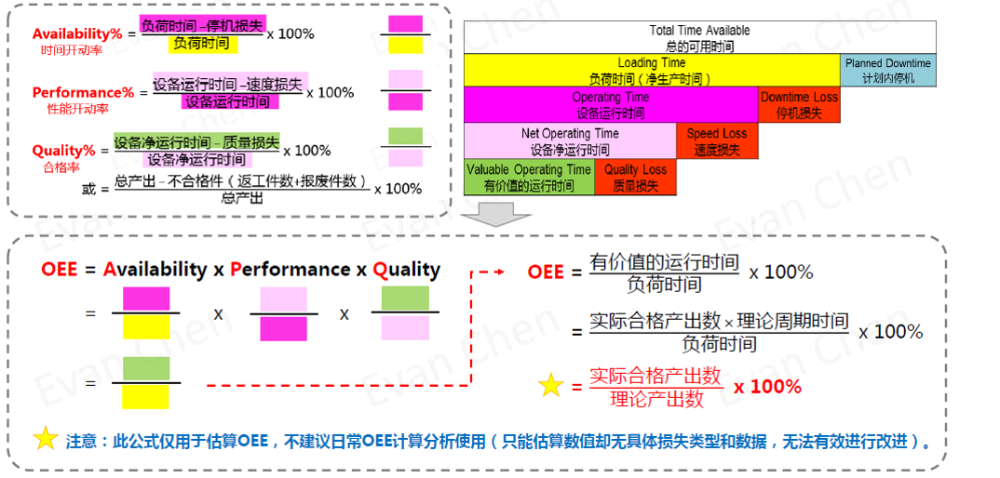 Availability% = 负荷时间－停机损失 / 负荷时间 x 100%
时间开动率
Performance% = 设备运行时间－速度损失 / 设备运行时间 x 100%
性能开动率
Quality% = 设备净运行时间－质量损失 / 设备净运行时间 x 100%
合格率
或 = 总产出－不合格件（返工件数+报废件数） / 总产出 x 100%
Total Time Available
总的可用时间
Loading Time
负荷时间（净生产时间）
Planned Downtime
计划内停机
Operating Time
设备运行时间
Downtime Loss
停机损失
Net Operating Time
设备净运行时间
Speed Loss
速度损失
Valuable Operating Time
有价值的运行时间
Quality Loss
质量损失
OEE = Availability x Performance x Quality
= x x
=
OEE = 有价值的运行时间 / 负荷时间 x 100%
= 实际合格产出数×理论周期时间 / 负荷时间 x 100%
= 实际合格产出数 / 理论产出数 x 100%
注意：此公式仅用于估算OEE，不建议日常OEE计算分析使用（只能估算数值却无具体损失类型和数据，无法有效进行改进）。
Evan Chen